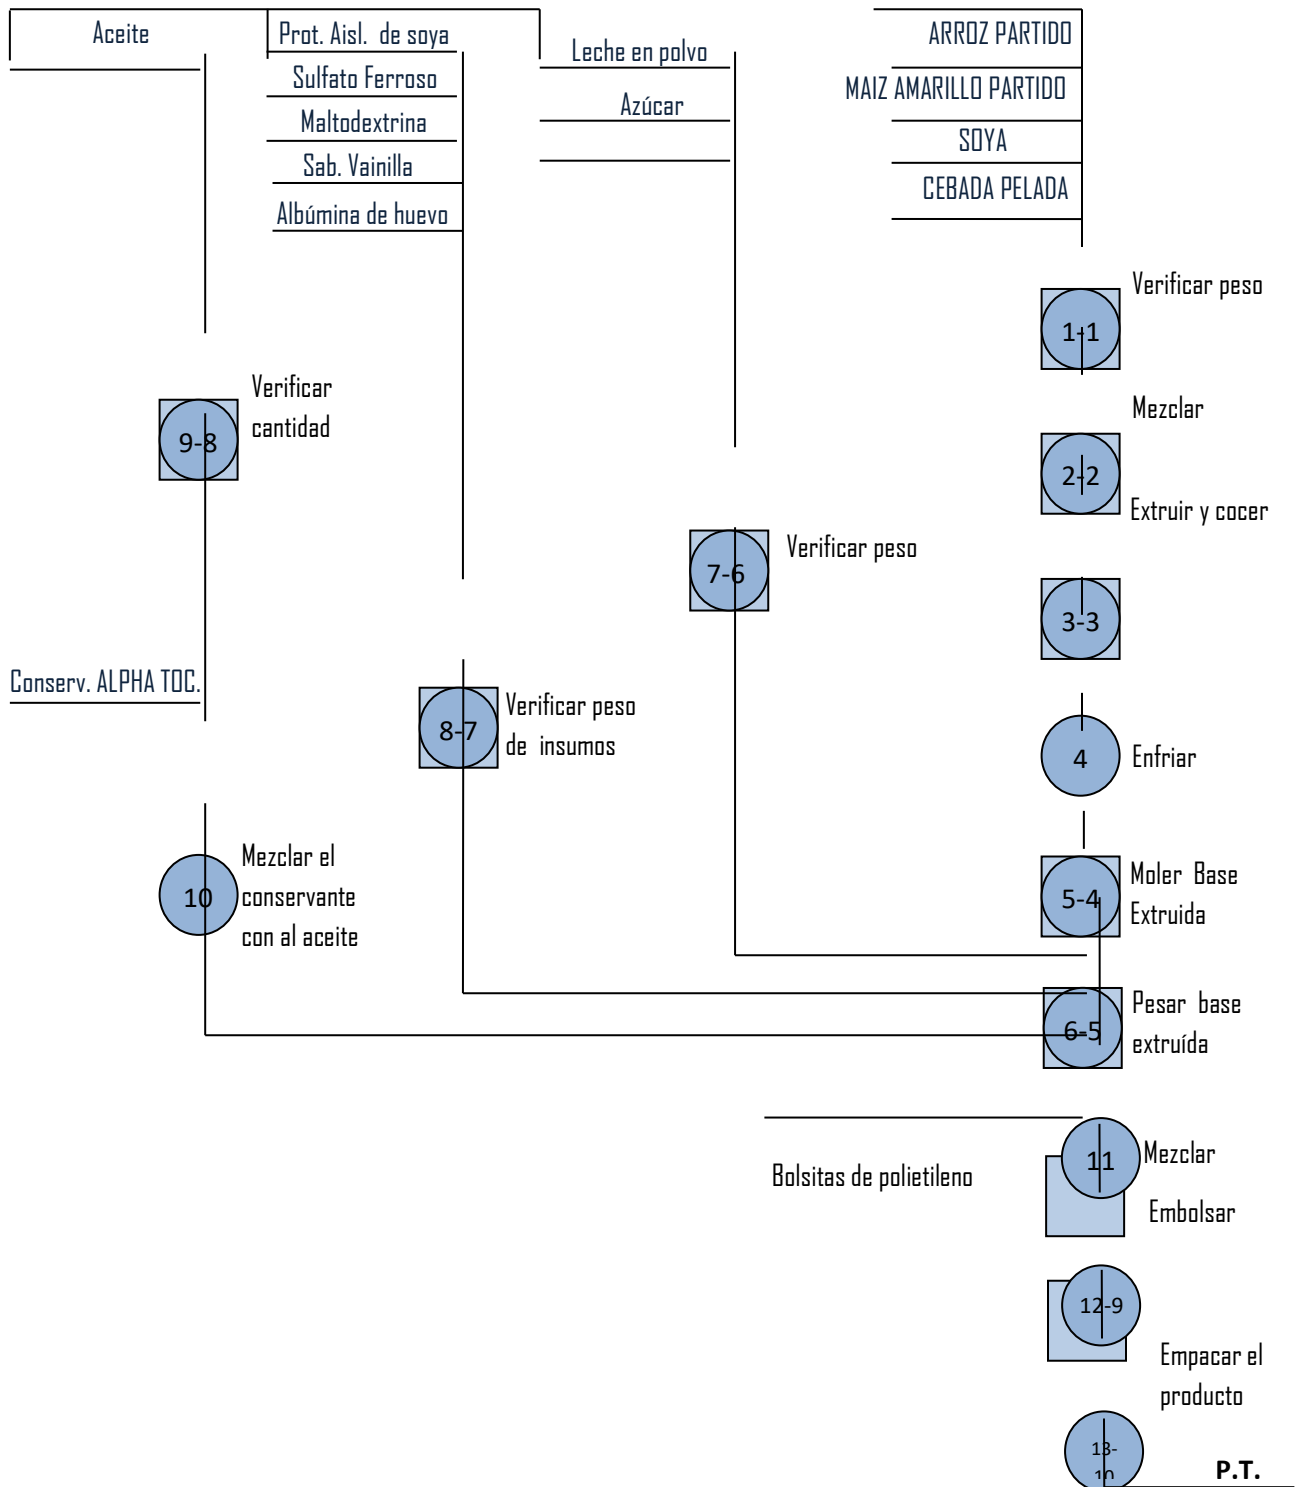 Aceite
Prot. Aisl. de soya
Sulfato Ferroso
Maltodextrina
Sab. Vainilla
Albúmina de huevo
Leche en polvo
Azúcar
ARROZ PARTIDO
MAIZ AMARILLO PARTIDO
SOYA
CEBADA PELADA
Verificar peso
1-1
Mezclar
2-2
Extruir y cocer
3-3
4
Enfriar
Verificar
cantidad
9-8
Verificar peso
7-6
Conserv. ALPHA TOC.
Verificar peso
de insumos
8-7
Mezclar el
conservante
con al aceite
10
Moler Base
Extruida
5-4
Pesar base
extruída
6-5
Bolsitas de polietileno
11
Mezclar
Embolsar
12-9
Empacar el
producto
13-
10
P.T.